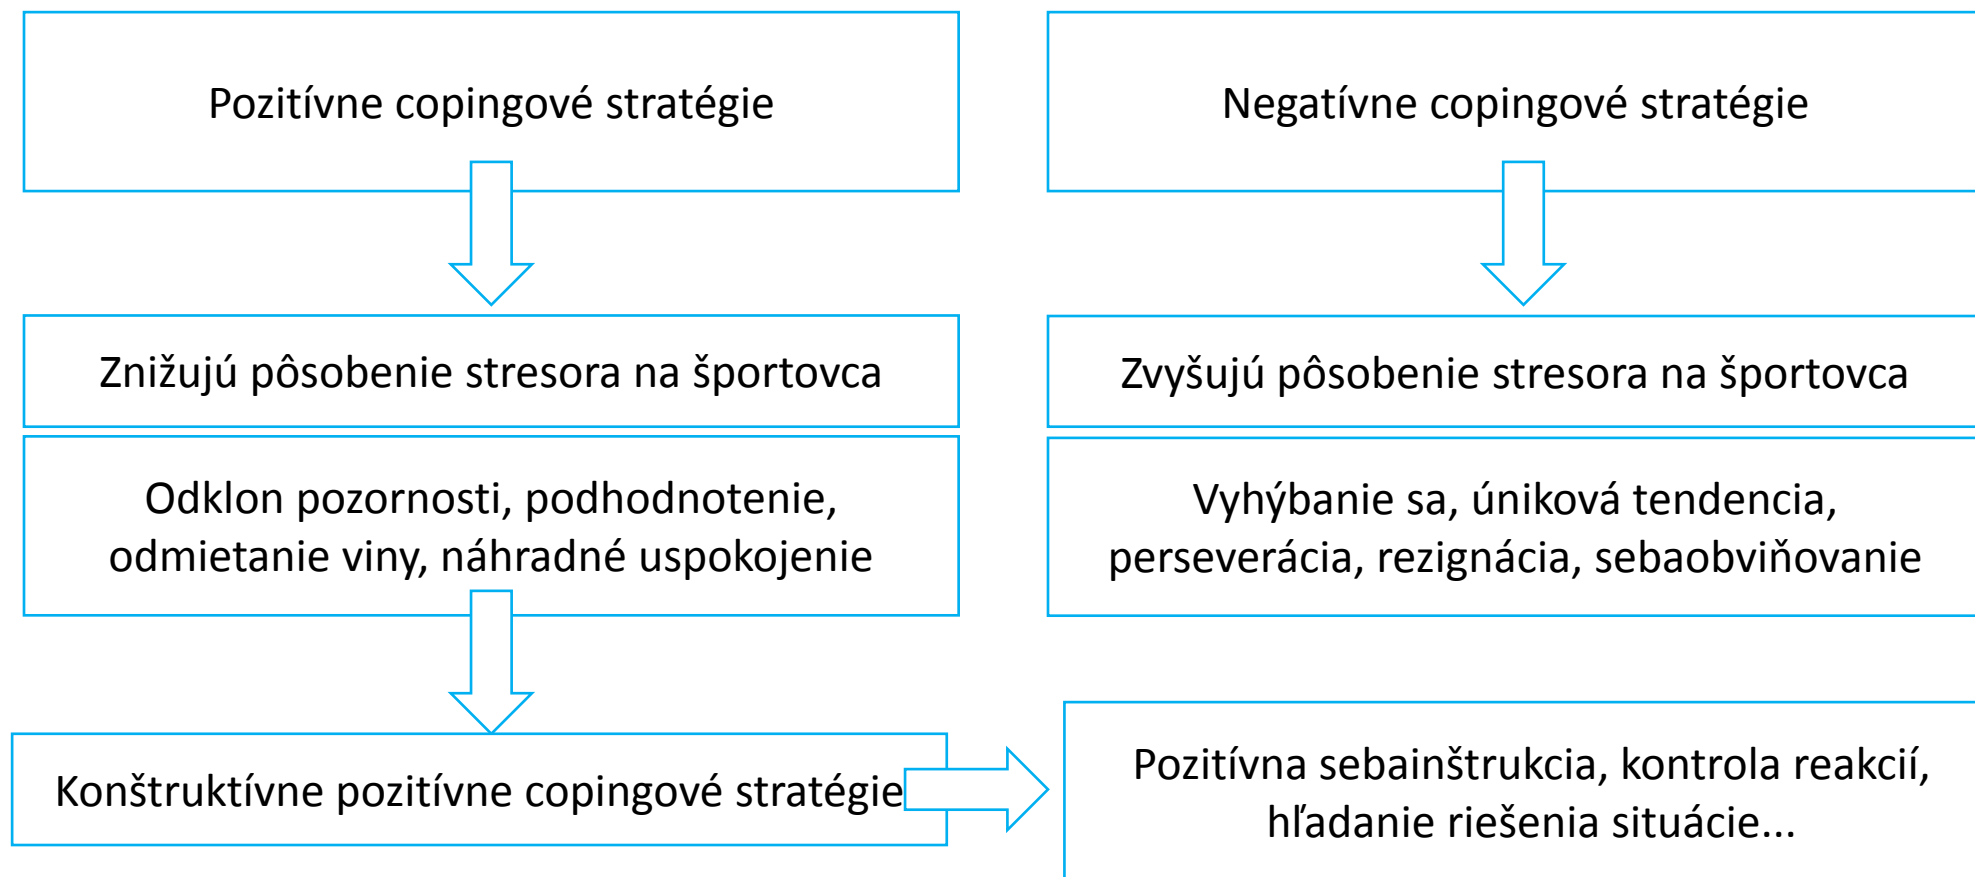 Pozitívne copingové stratégie
Negatívne copingové stratégie
Znižujú pôsobenie stresora na športovca
Zvyšujú pôsobenie stresora na športovca
Odklon pozornosti, podhodnotenie,
odmietanie viny, náhradné uspokojenie
Vyhýbanie sa, úniková tendencia,
perseverácia, rezignácia, sebaobviňovanie
Konštruktívne pozitívne copingové stratégie
Pozitívna sebainštrukcia, kontrola reakcií,
hľadanie riešenia situácie...